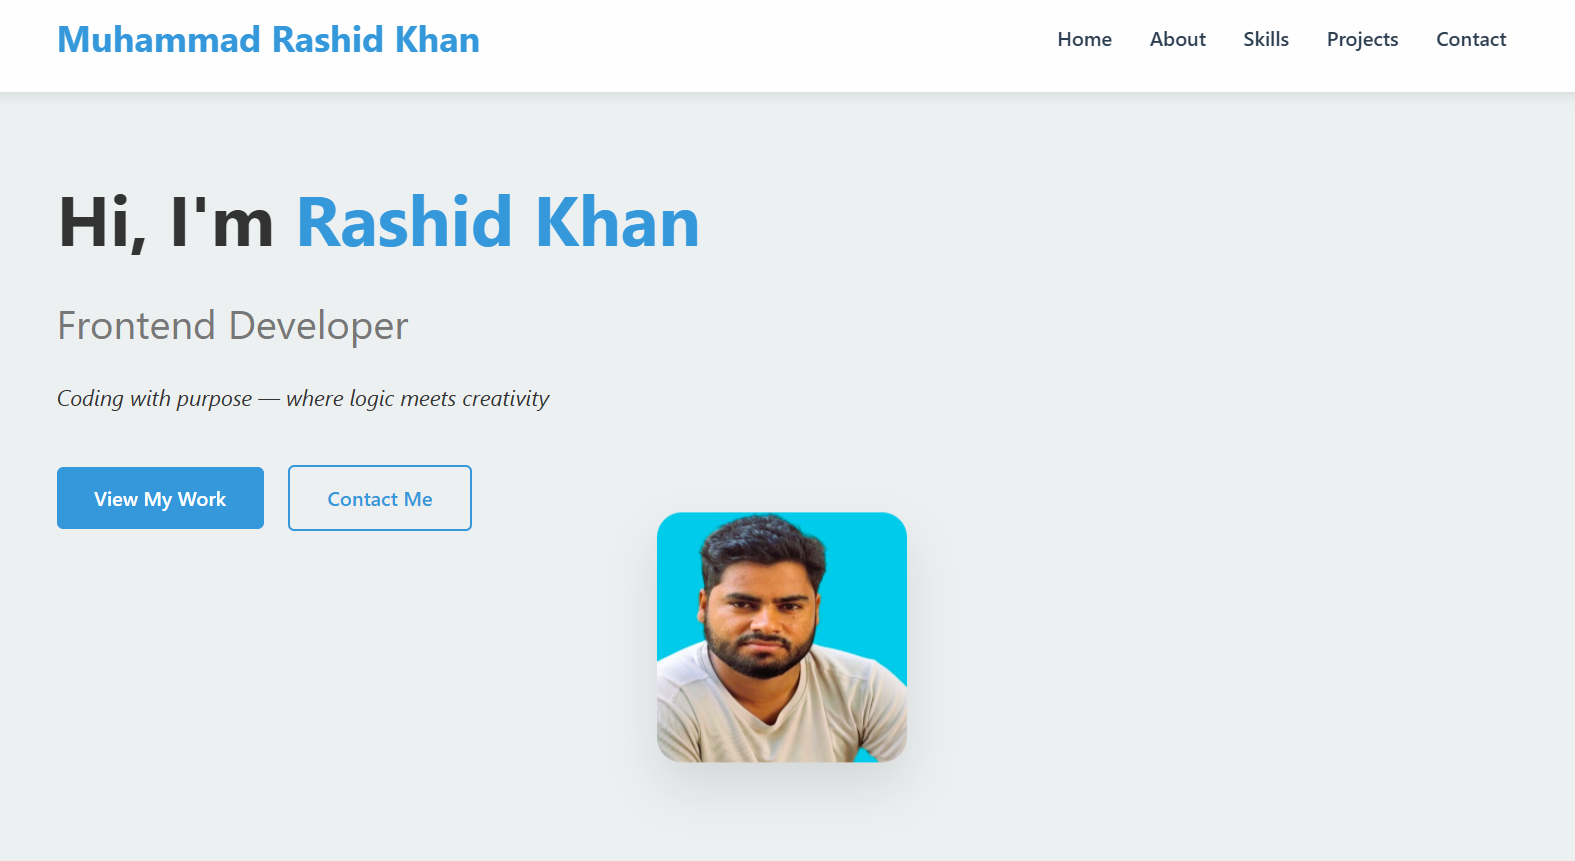 Muhammad Rashid Khan
Home About Skills Projects Contact
Hi, I'm Rashid Khan
Frontend Developer
Coding with purpose — where logic meets creativity
View My Work
Contact Me